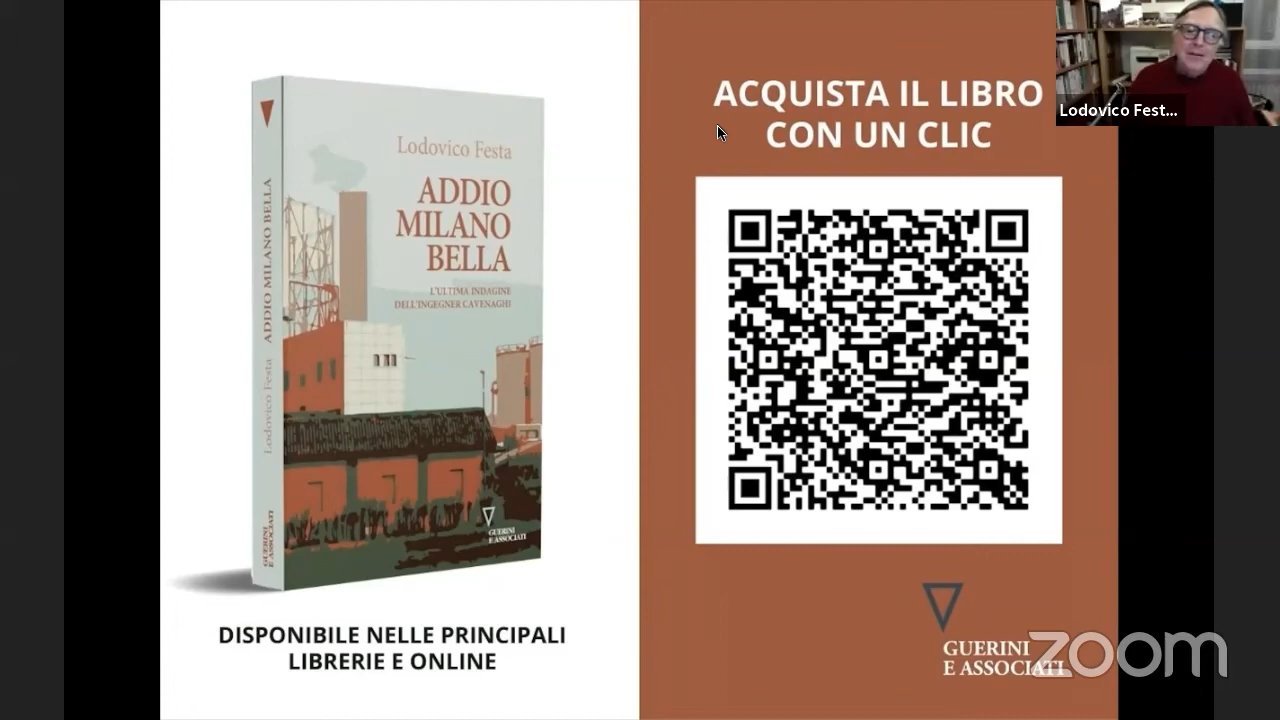 Lodovico Festa
ADDIO
MILANO
BELLA
L'ULTIMA INDAGINE
DELL'INGEGNER CAVENAGHI
GUERINI
E ASSOCIATI
Lodovico Festa
ADDIO MILANO BELLA
GUERINI
E ASSOCIATI
DISPONIBILE NELLE PRINCIPALI
LIBRERIE E ONLINE
ACQUISTA IL LIBRO
CON UN CLIC
GUERINI
E ASSOCIATI
Lodovico Fest...
zoom